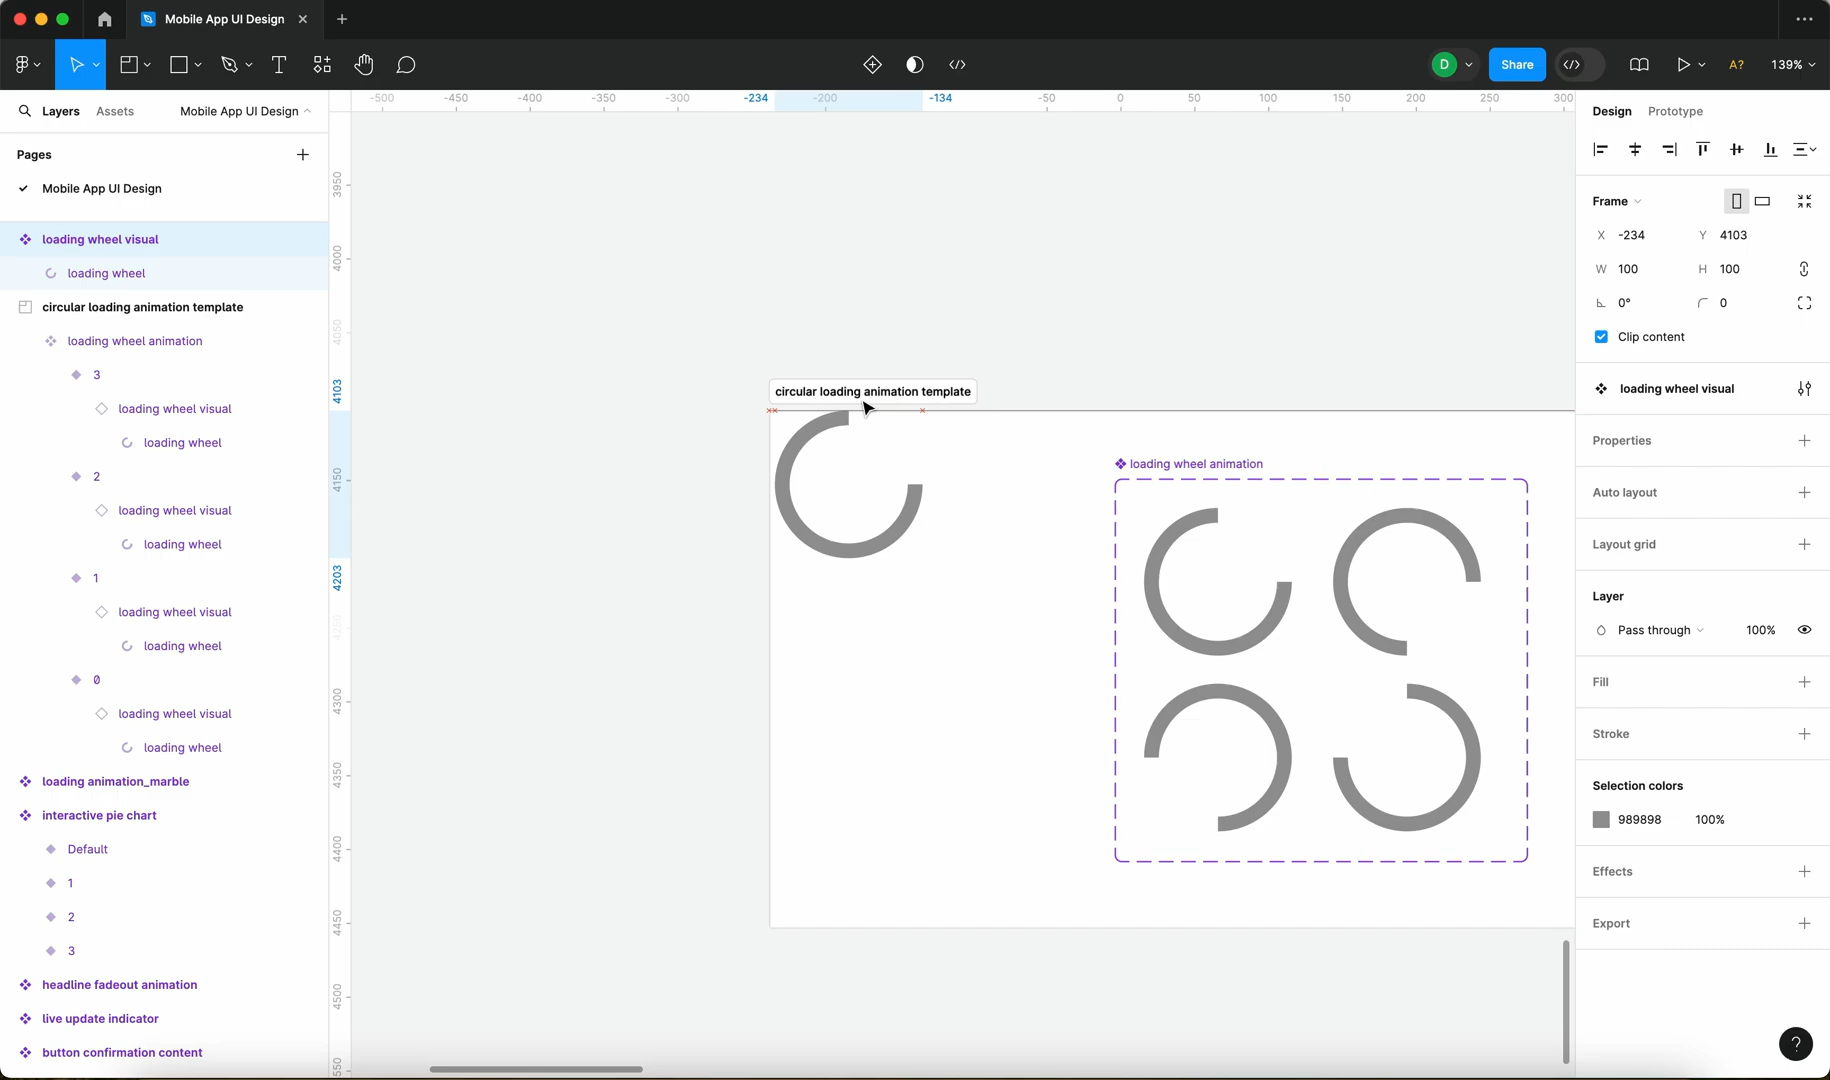 Mobile App UI Design
D
Share
A?
139%
Layers
Assets
Mobile App UI Design
Pages
Mobile App UI Design
loading wheel visual
loading wheel
circular loading animation template
loading wheel animation
3
loading wheel visual
loading wheel
2
loading wheel visual
loading wheel
1
loading wheel visual
loading wheel
0
loading wheel visual
loading wheel
loading animation_marble
interactive pie chart
Default
1
2
3
headline fadeout animation
live update indicator
button confirmation content
-500
-450
-400
-350
-300
-234
-200
-134
-50
0
50
100
150
200
250
300
3950
4000
4050
4103
4150
4203
4250
4300
4350
4400
4450
4500
550
circular loading animation template
loading wheel animation
Design
Prototype
Frame
X -234
Y 4103
W 100
H 100
0°
0
Clip content
loading wheel visual
Properties
Auto layout
Layout grid
Layer
Pass through
100%
Fill
Stroke
Selection colors
989898
100%
Effects
Export
?